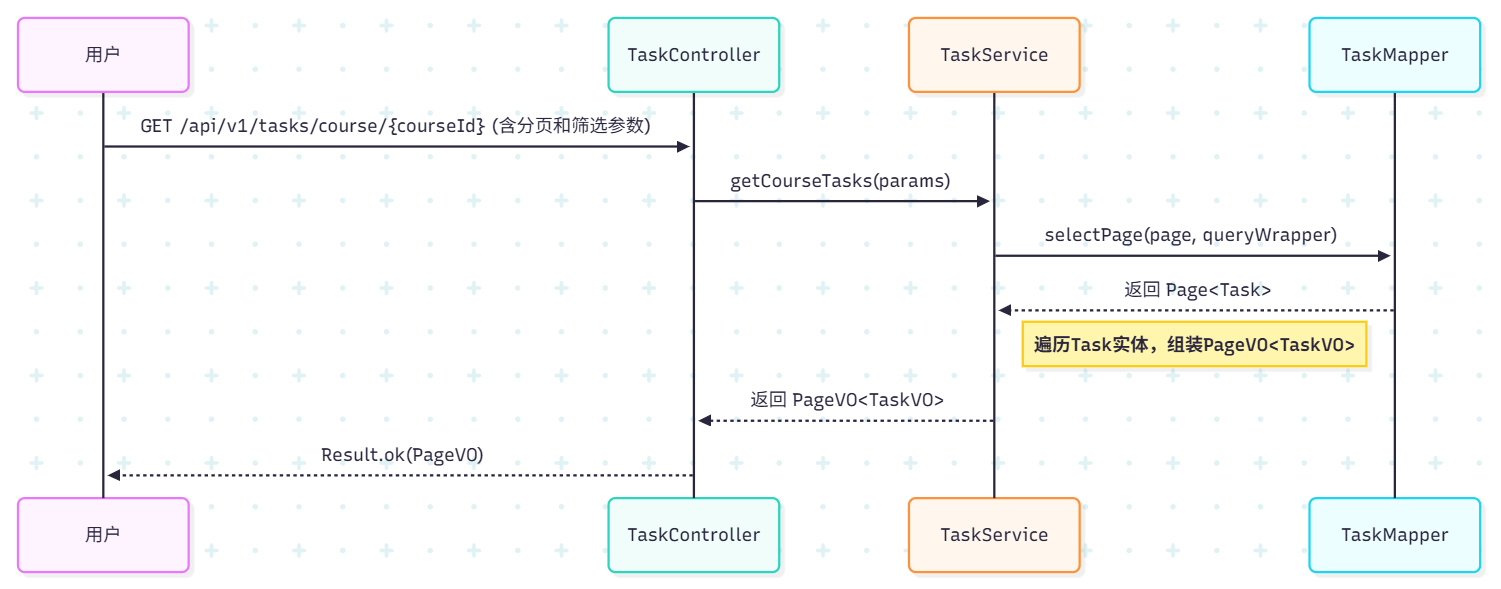 用户
TaskController
TaskService
TaskMapper
GET /api/v1/tasks/course/{courseId} (含分页和筛选参数)
getCourseTasks(params)
selectPage(page, queryWrapper)
返回 Page<Task>
遍历Task实体，组装PageVO<TaskVO>
返回 PageVO<TaskVO>
Result.ok(PageVO)
用户
TaskController
TaskService
TaskMapper